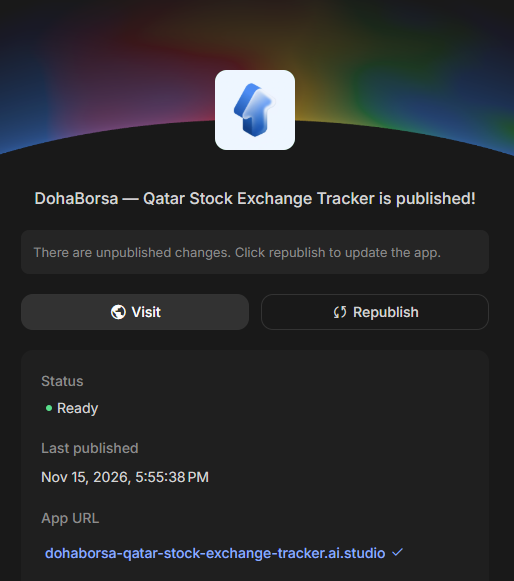 DohaBorsa — Qatar Stock Exchange Tracker is published!
There are unpublished changes. Click republish to update the app.
Visit
Republish
Status
Ready
Last published
Nov 15, 2026, 5:55:38 PM
App URL
dohaborsa-qatar-stock-exchange-tracker.ai.studio